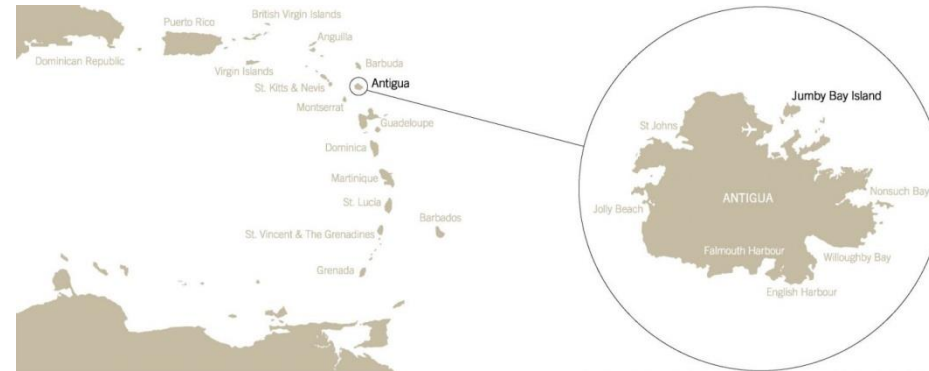 British Virgin Islands
Puerto Rico
Anguilla
Dominican Republic
Virgin Islands
Barbuda
St. Kitts & Nevis
Antigua
Montserrat
Guadeloupe
Dominica
Martinique
St. Lucia
Barbados
St. Vincent & The Grenadines
Grenada
Jumby Bay Island
St Johns
Nonsuch Bay
ANTIGUA
Jolly Beach
Falmouth Harbour
Willoughby Bay
English Harbour